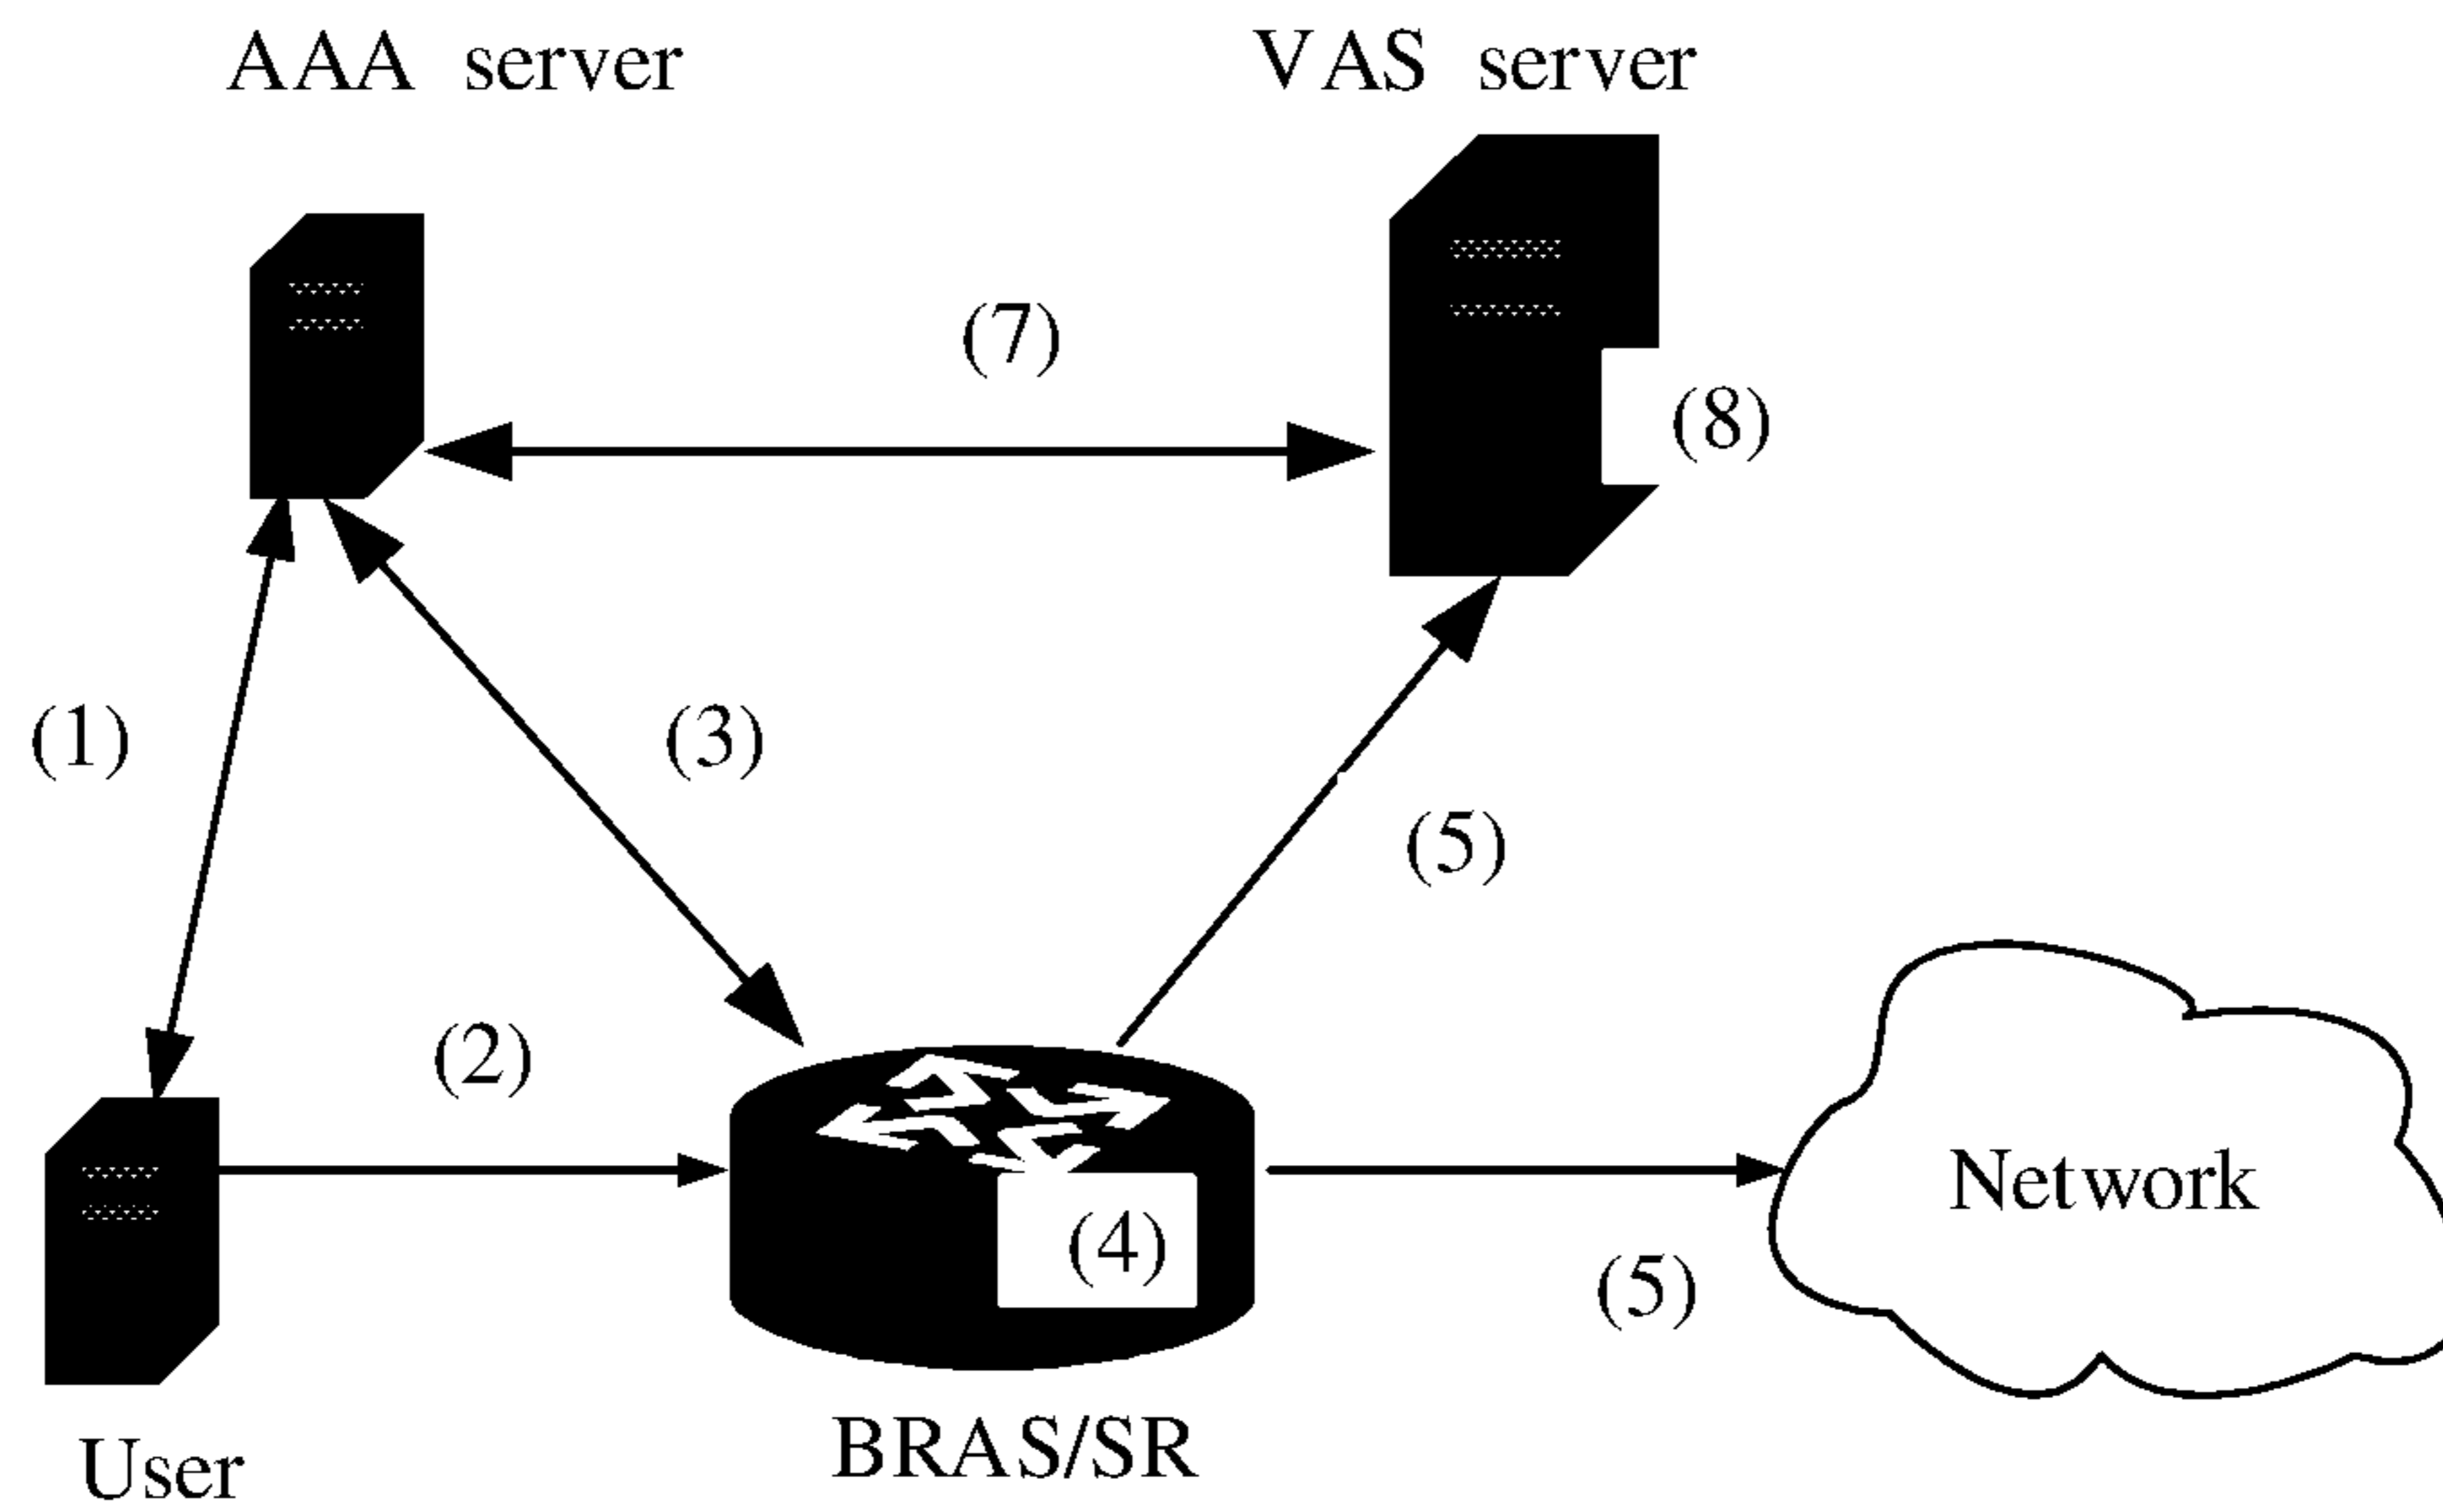 AAA server
VAS server
(7)
(8)
(1)
(3)
(5)
(2)
Network
(4)
(5)
BRAS/SR
User